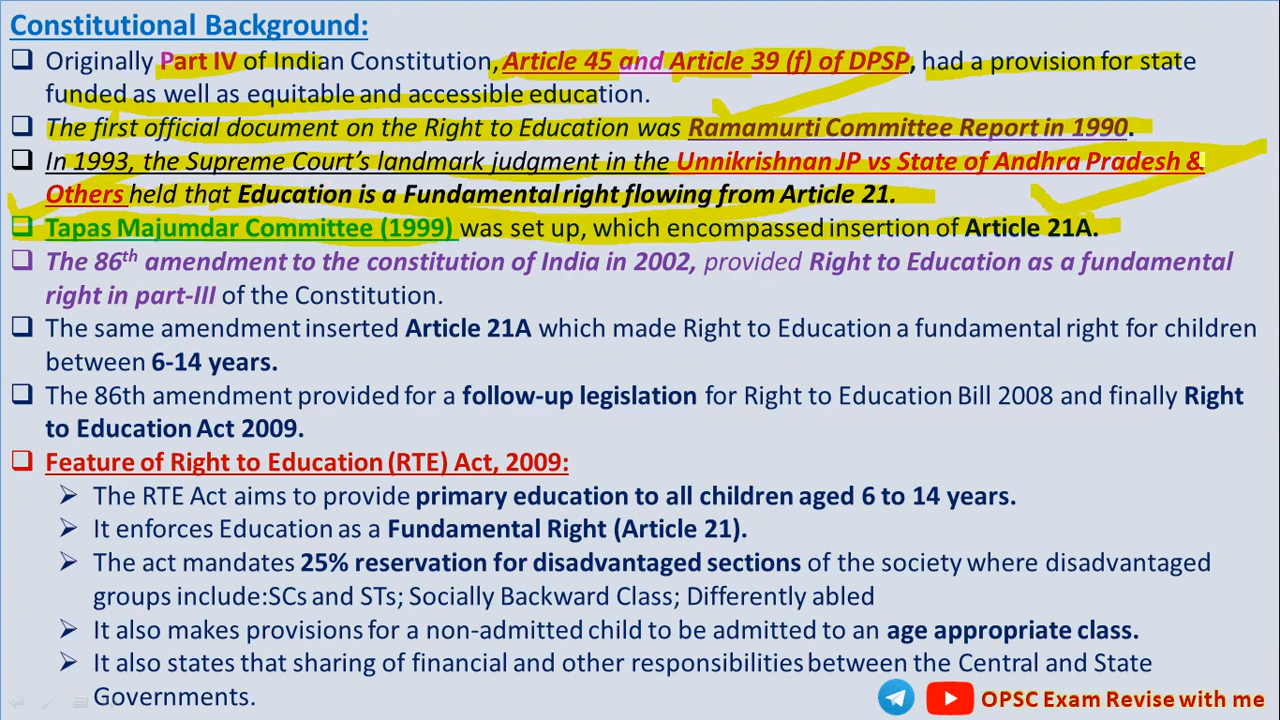 Constitutional Background:
❑ Originally Part IV of Indian Constitution, Article 45 and Article 39 (f) of DPSP, had a provision for state
funded as well as equitable and accessible education.
❑ The first official document on the Right to Education was Ramamurti Committee Report in 1990.
❑ In 1993, the Supreme Court's landmark judgment in the Unnikrishnan JP vs State of Andhra Pradesh &
Others held that Education is a Fundamental right flowing from Article 21.
❑ Tapas Majumdar Committee (1999) was set up, which encompassed insertion of Article 21A.
❑ The 86th amendment to the constitution of India in 2002, provided Right to Education as a fundamental
right in part-III of the Constitution.
❑ The same amendment inserted Article 21A which made Right to Education a fundamental right for children
between 6-14 years.
❑ The 86th amendment provided for a follow-up legislation for Right to Education Bill 2008 and finally Right
to Education Act 2009.
❑ Feature of Right to Education (RTE) Act, 2009:
➢ The RTE Act aims to provide primary education to all children aged 6 to 14 years.
➢ It enforces Education as a Fundamental Right (Article 21).
➢ The act mandates 25% reservation for disadvantaged sections of the society where disadvantaged
groups include:SCs and STs; Socially Backward Class; Differently abled
➢ It also makes provisions for a non-admitted child to be admitted to an age appropriate class.
➢ It also states that sharing of financial and other responsibilities between the Central and State
Governments.
OPSC Exam Revise with me